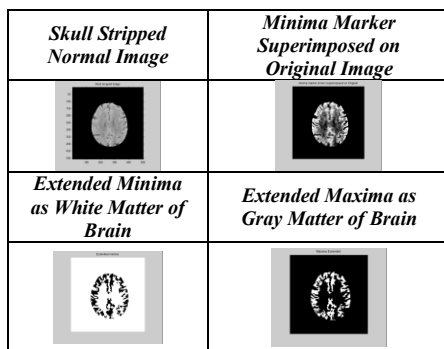 Skull Stripped
Normal Image
Minima Marker
Superimposed on
Original Image
Extended Minima
as White Matter of
Brain
Extended Maxima as
Gray Matter of Brain